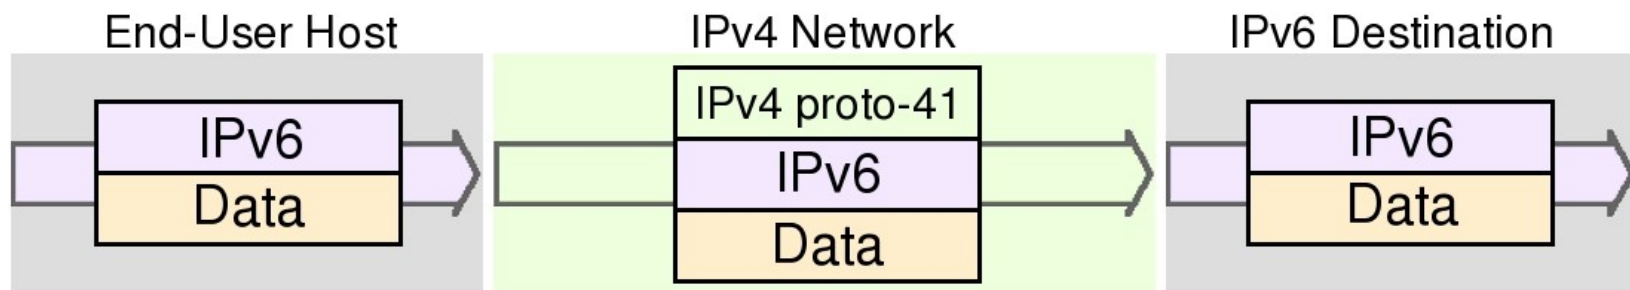 End-User Host
IPv6
Data
IPv4 Network
IPv4 proto-41
IPv6
Data
IPv6 Destination
IPv6
Data